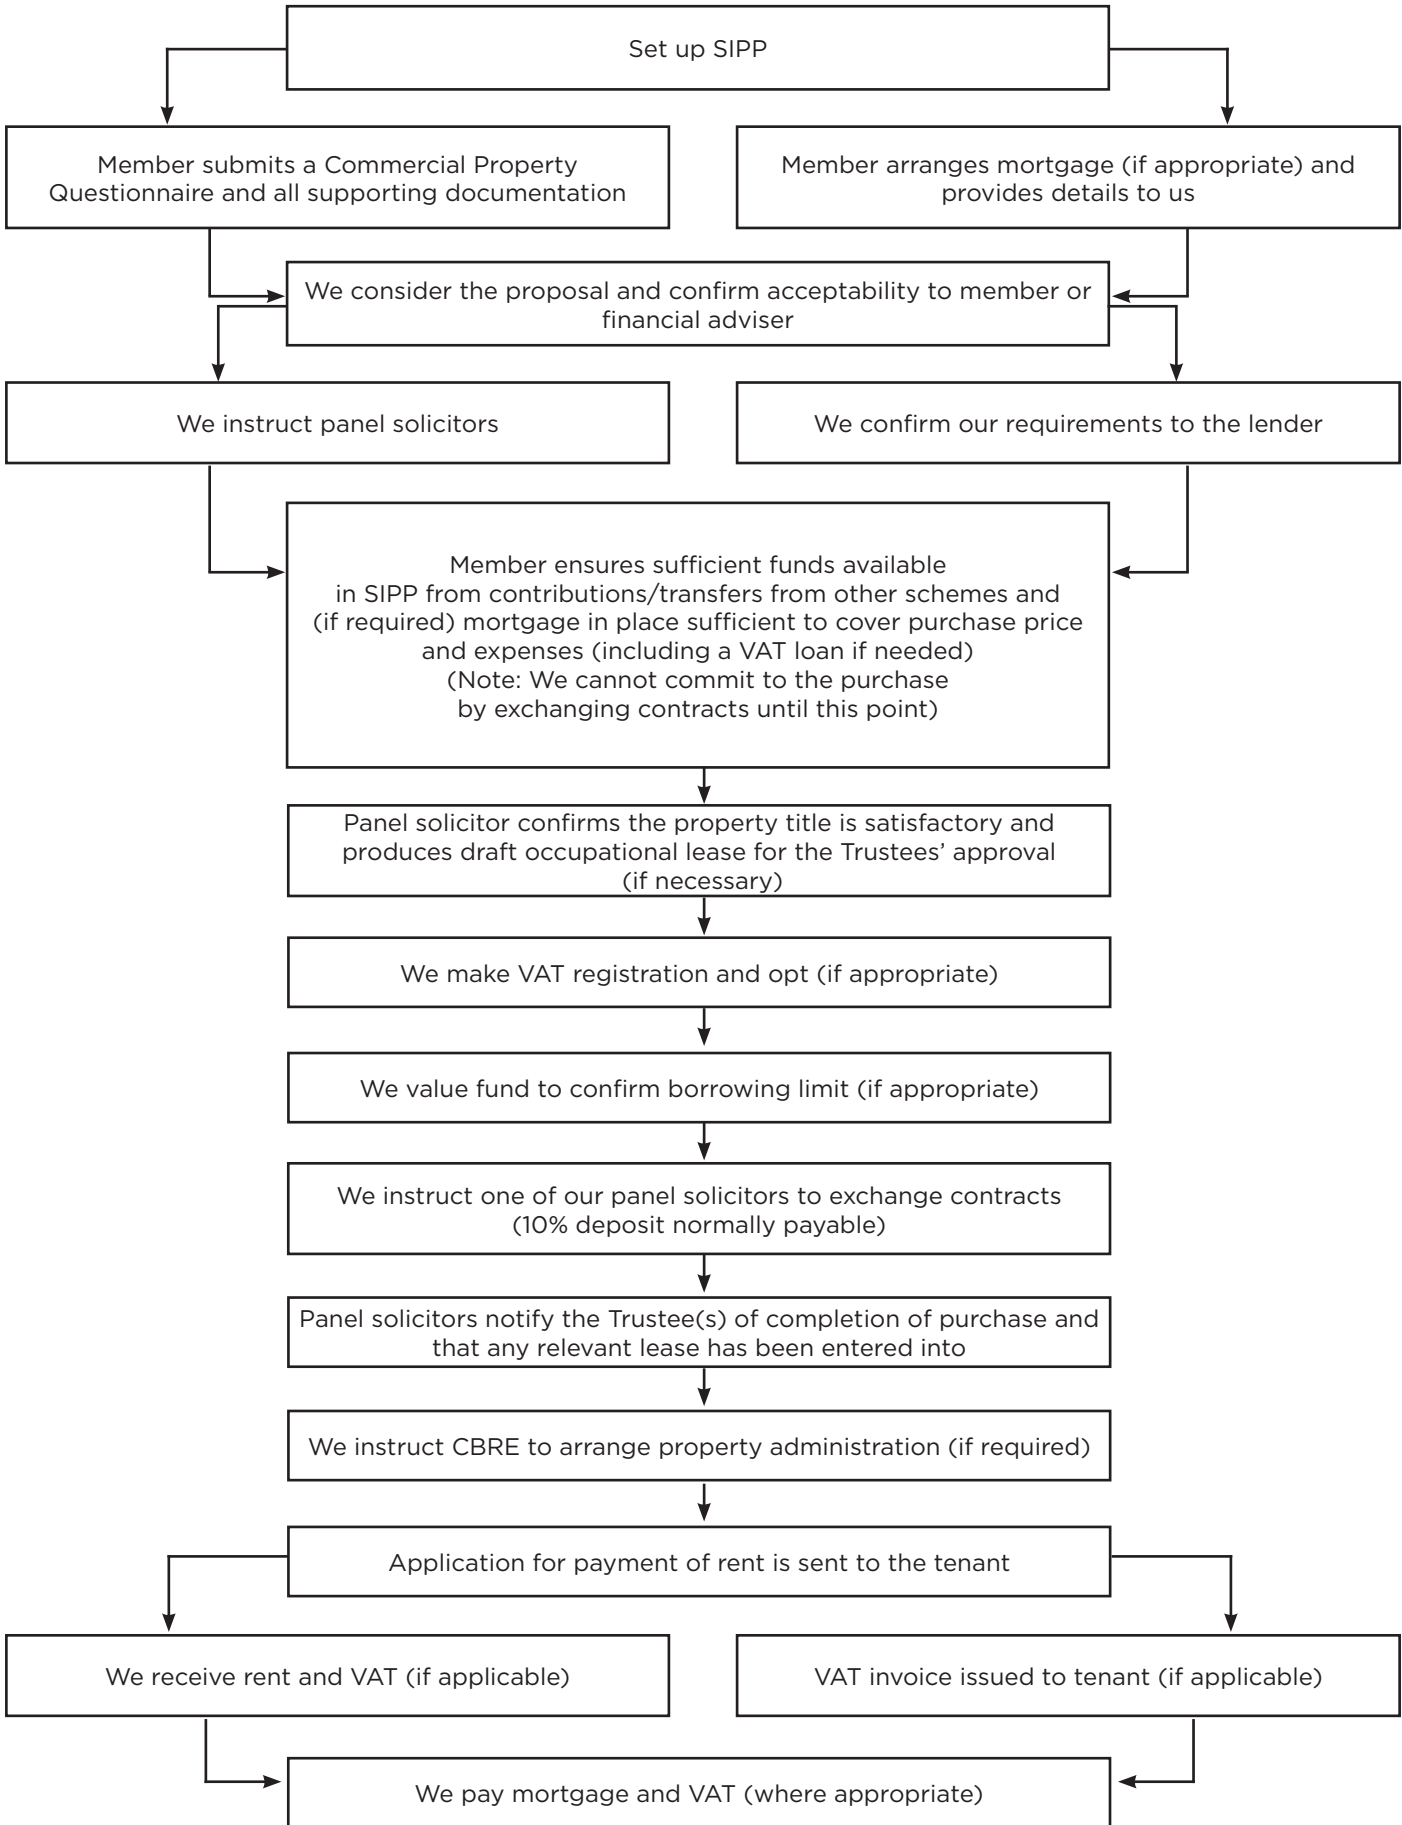 Set up SIPP
Member submits a Commercial Property
Questionnaire and all supporting documentation
Member arranges mortgage (if appropriate) and
provides details to us
We consider the proposal and confirm acceptability to member or
financial adviser
We instruct panel solicitors
We confirm our requirements to the lender
Member ensures sufficient funds available
in SIPP from contributions/transfers from other schemes and
(if required) mortgage in place sufficient to cover purchase price
and expenses (including a VAT loan if needed)
(Note: We cannot commit to the purchase
by exchanging contracts until this point)
Panel solicitor confirms the property title is satisfactory and
produces draft occupational lease for the Trustees’ approval
(if necessary)
We make VAT registration and opt (if appropriate)
We value fund to confirm borrowing limit (if appropriate)
We instruct one of our panel solicitors to exchange contracts
(10% deposit normally payable)
Panel solicitors notify the Trustee(s) of completion of purchase and
that any relevant lease has been entered into
We instruct CBRE to arrange property administration (if required)
Application for payment of rent is sent to the tenant
We receive rent and VAT (if applicable)
VAT invoice issued to tenant (if applicable)
We pay mortgage and VAT (where appropriate)